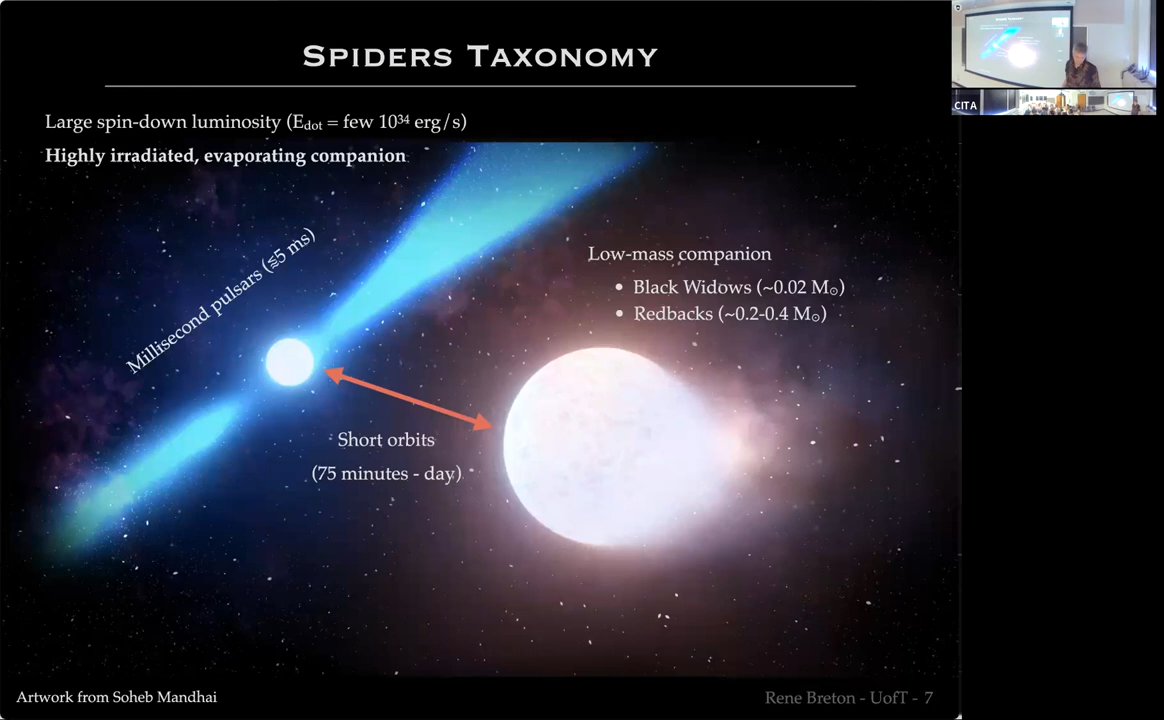 SPIDERS TAXONOMY
Large spin-down luminosity (Edot = few 10³⁴ erg/s)
Highly irradiated, evaporating companion
Millisecond pulsars (≲5 ms)
Low-mass companion
• Black Widows (~0.02 M☉)
• Redbacks (~0.2-0.4 M☉)
Short orbits
(75 minutes - day)
Artwork from Soheb Mandhai
Rene Breton - UofT - 7
CITA